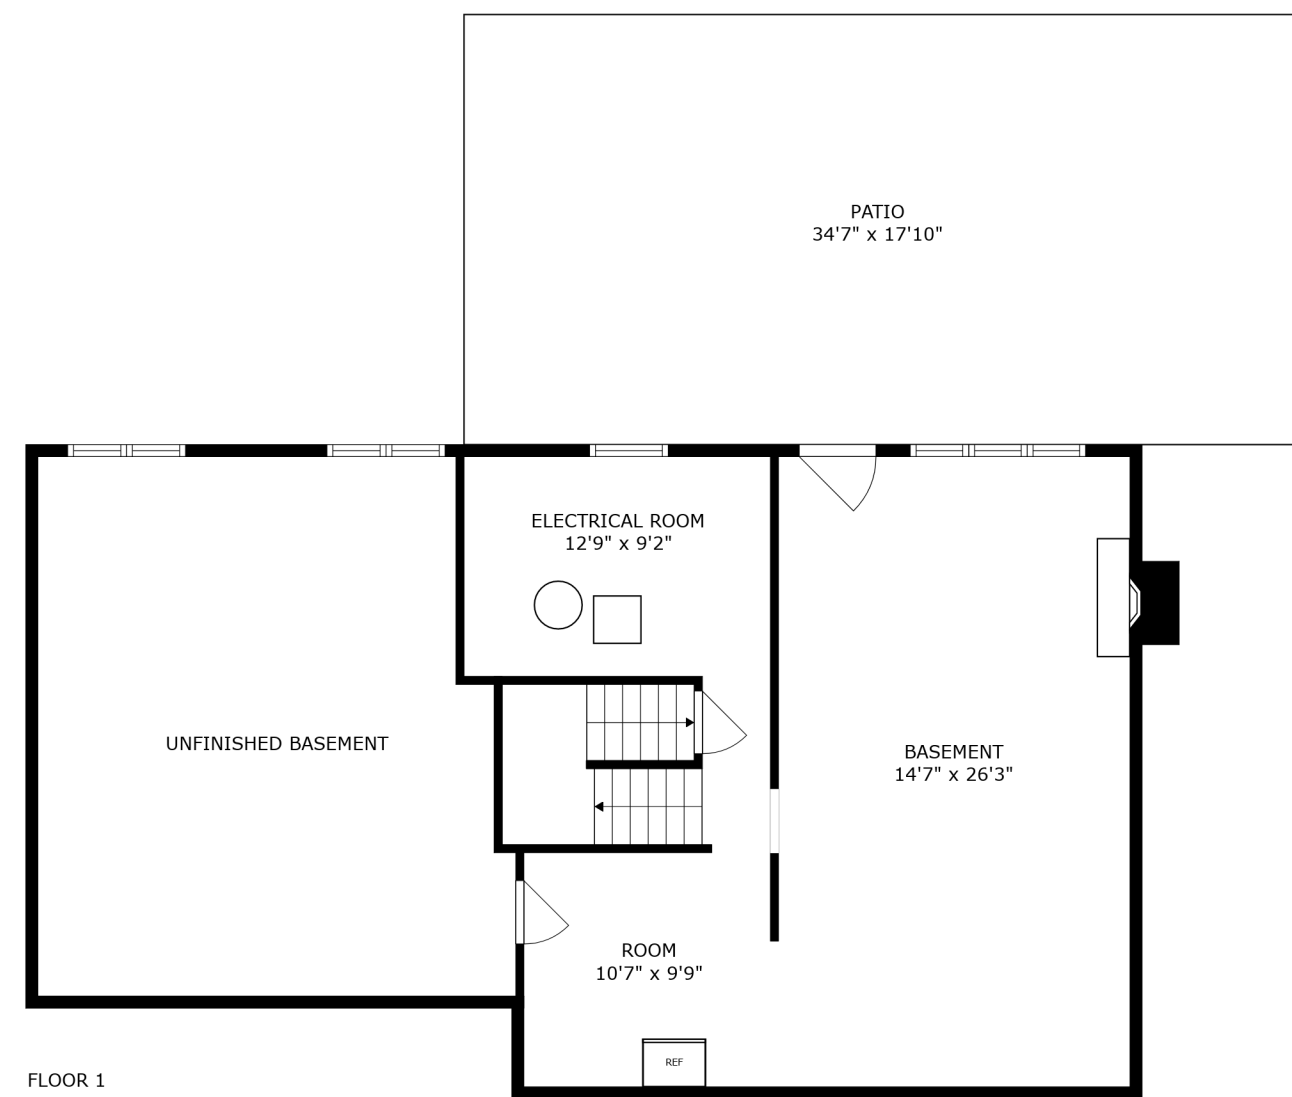 PATIO
34'7" x 17'10"
ELECTRICAL ROOM
12'9" x 9'2"
UNFINISHED BASEMENT
BASEMENT
14'7" x 26'3"
ROOM
10'7" x 9'9"
REF
FLOOR 1